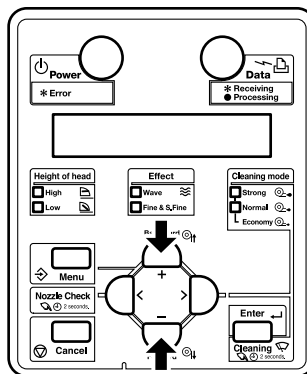 Power
Data
* Error
* Receiving
● Processing
Height of head
Effect
Cleaning mode
High
Wave
Strong
Low
Fine & S.Fine
Normal
Economy
+
Menu
< >
Nozzle Check
2 seconds.
Enter
−
Cancel
Cleaning
2 seconds.